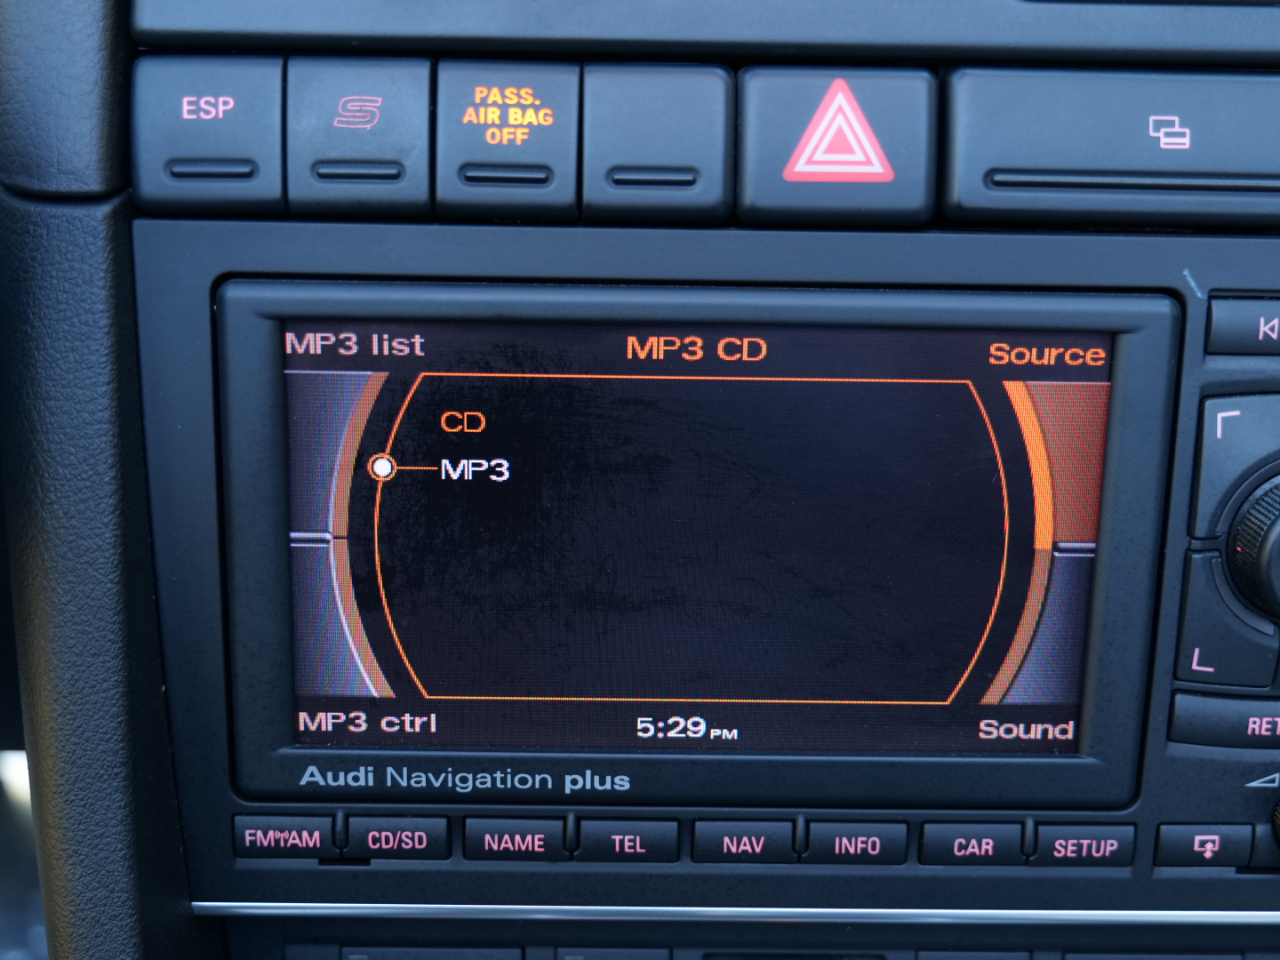 ESP
S
PASS.
AIR BAG
OFF
MP3 list
MP3 CD
Source
CD
MP3
MP3 ctrl
5:29 PM
Sound
Audi Navigation plus
FM AM
CD/SD
NAME
TEL
NAV
INFO
CAR
SETUP
RET